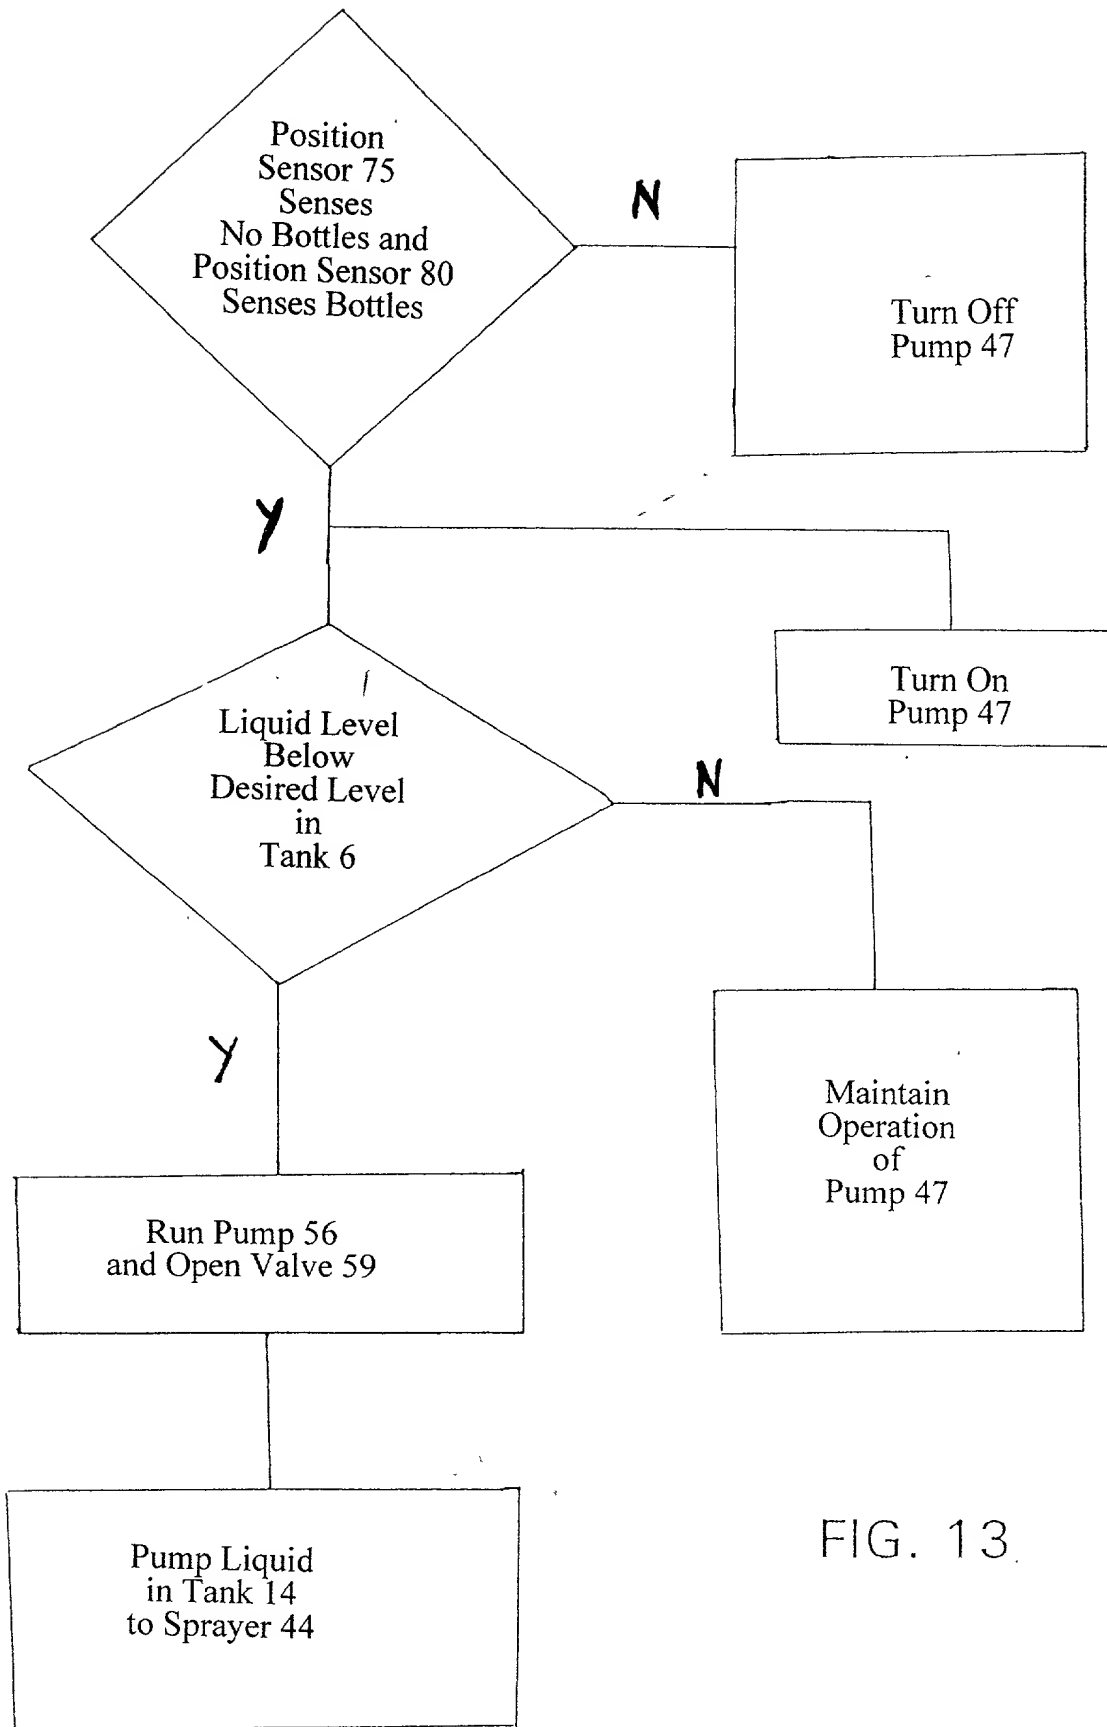 Position
Sensor 75
Senses
No Bottles and
Position Sensor 80
Senses Bottles
N
Turn Off
Pump 47
Y
Turn On
Pump 47
Liquid Level
Below
Desired Level
in
Tank 6
N
Y
Maintain
Operation
of
Pump 47
Run Pump 56
and Open Valve 59
Pump Liquid
in Tank 14
to Sprayer 44
FIG. 13